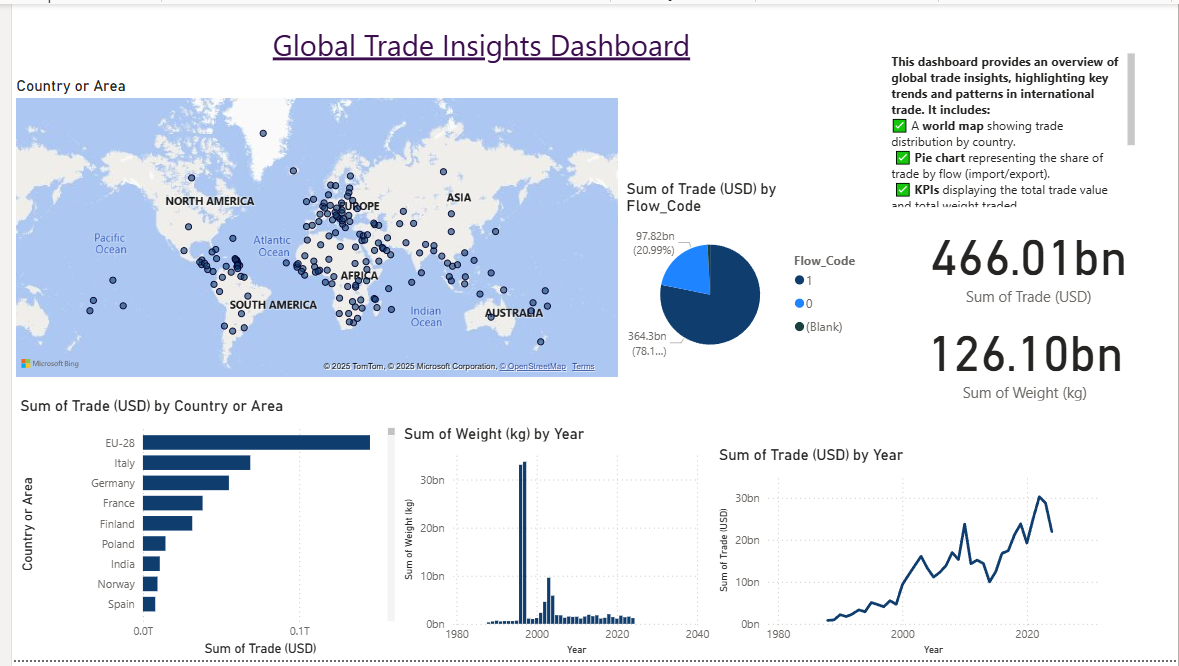 Global Trade Insights Dashboard
This dashboard provides an overview of
global trade insights, highlighting key
trends and patterns in international
trade. It includes:
✅ A world map showing trade
distribution by country.
✅ Pie chart representing the share of
trade by flow (import/export).
✅ KPIs displaying the total trade value
and total weight traded
Country or Area
NORTH AMERICA
EUROPE
ASIA
Pacific
Ocean
Atlantic
Ocean
AFRICA
SOUTH AMERICA
Indian
Ocean
AUSTRALIA
Microsoft Bing
© 2025 TomTom, © 2025 Microsoft Corporation, © OpenStreetMap Terms
Sum of Trade (USD) by
Flow_Code
97.82bn
(20.99%)
364.3bn
(78.1...)
Flow_Code
1
0
(Blank)
466.01bn
Sum of Trade (USD)
126.10bn
Sum of Weight (kg)
Sum of Trade (USD) by Country or Area
Country or Area
EU-28
Italy
Germany
France
Finland
Poland
India
Norway
Spain
0.0T 0.1T
Sum of Trade (USD)
Sum of Weight (kg) by Year
Sum of Weight (kg)
30bn
20bn
10bn
0bn
1980 2000 2020 2040
Year
Sum of Trade (USD) by Year
Sum of Trade (USD)
30bn
20bn
10bn
0bn
1980 2000 2020
Year